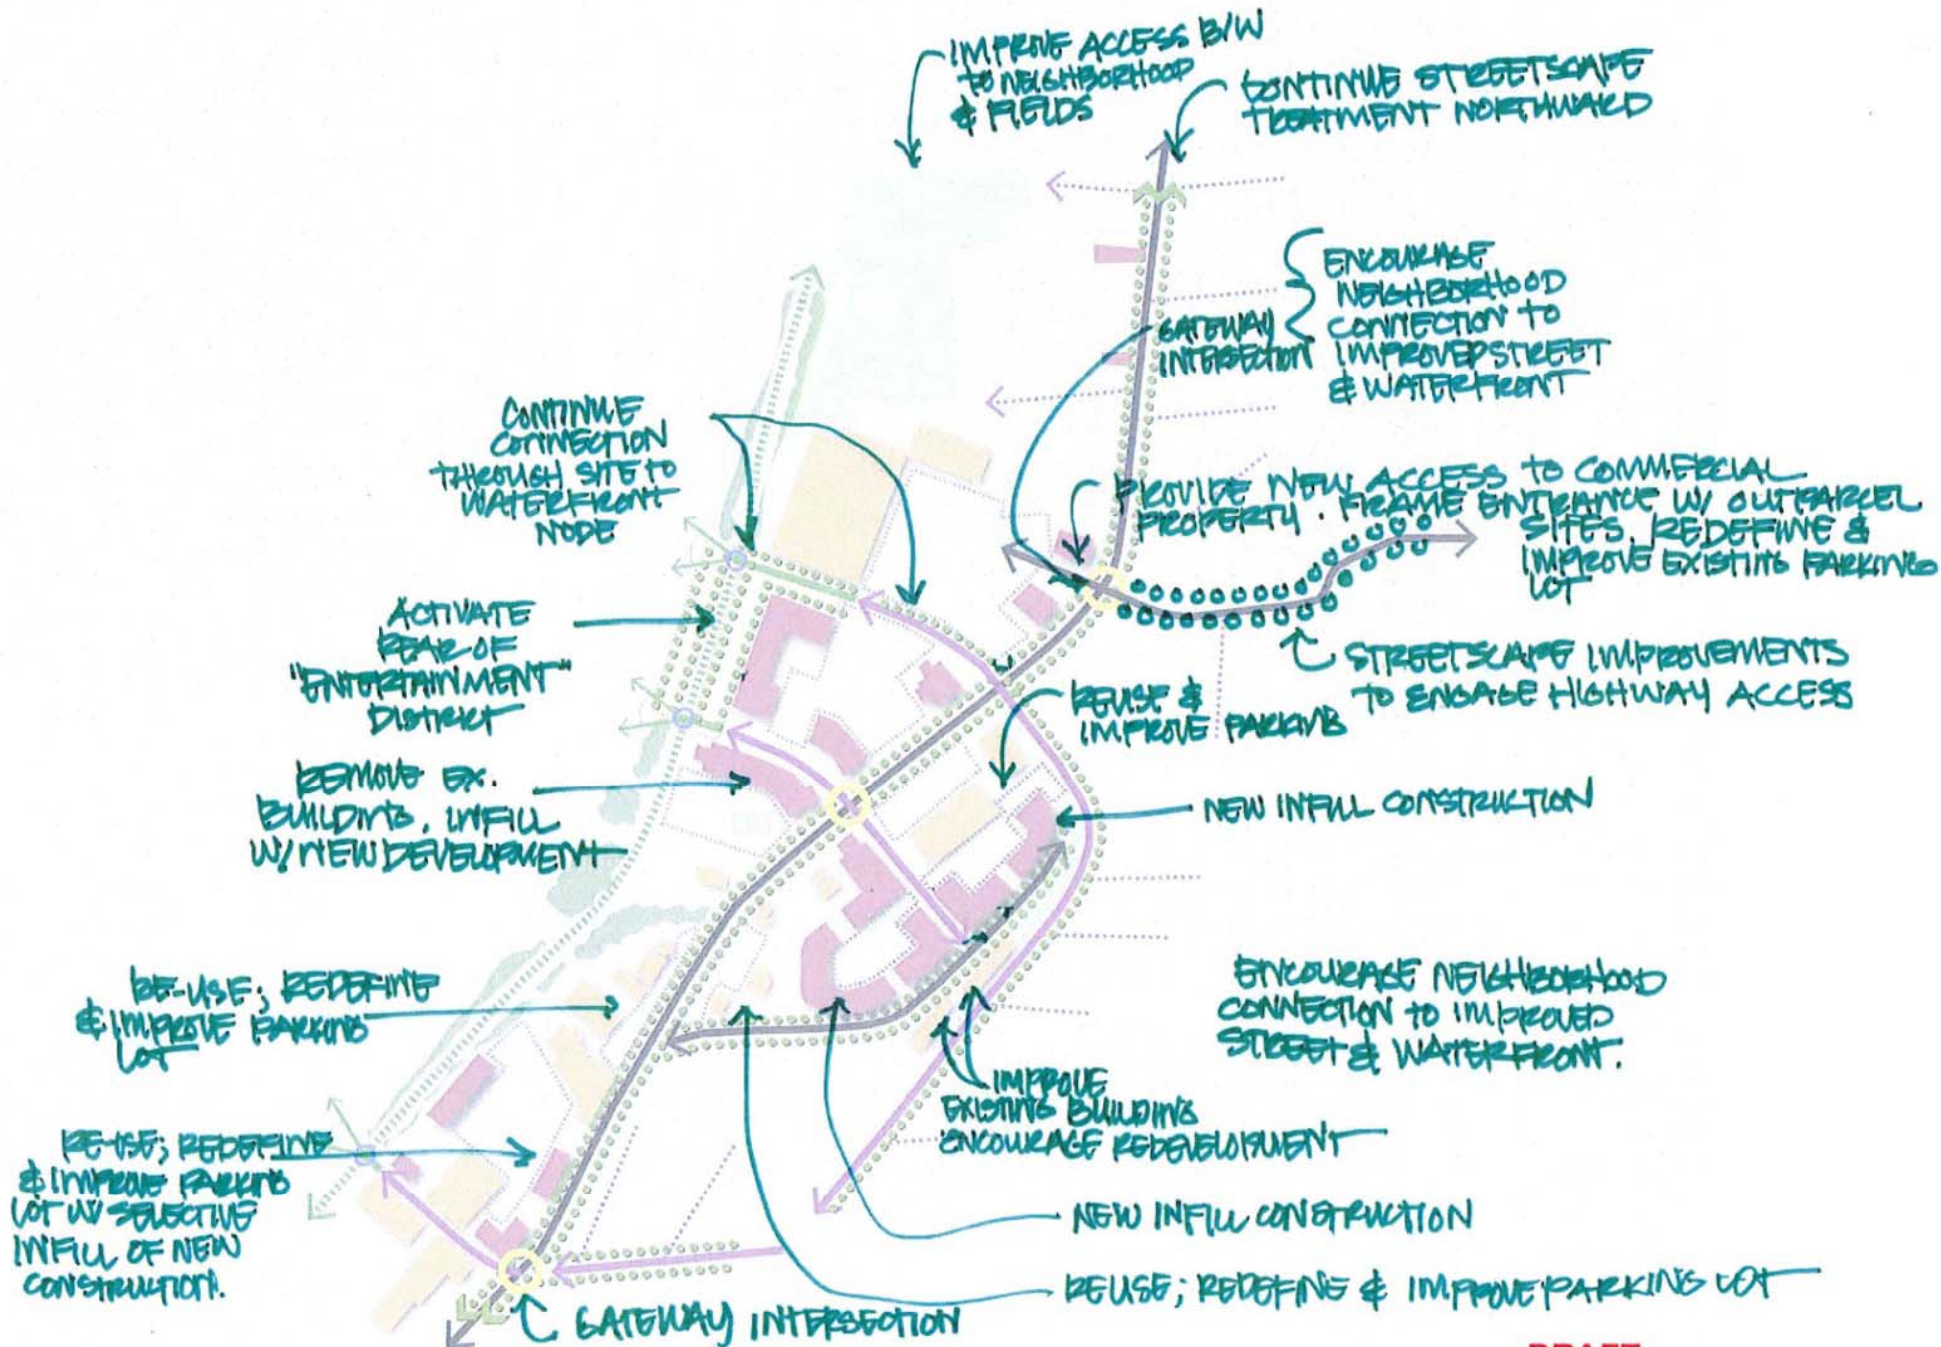 IMPROVE ACCESS B/W
TO NEIGHBORHOOD
& FIELDS
CONTINUE STREETSCAPE
TREATMENT NORTHWARD
ENCOURAGE
NEIGHBORHOOD
CONNECTION TO
IMPROVED STREET
& WATERFRONT
GATEWAY
INTERSECTION
CONTINUE
CONNECTION
THROUGH SITE TO
WATERFRONT
NODE
PROVIDE NEW ACCESS TO COMMERCIAL
PROPERTY. FRAME ENTRANCE W/ OUTPARCEL
SITES. REDEFINE &
IMPROVE EXISTING PARKING
LOT
ACTIVATE
REAR OF
"ENTERTAINMENT"
DISTRICT
STREETSCAPE IMPROVEMENTS
TO ENGAGE HIGHWAY ACCESS
REUSE &
IMPROVE PARKING
REMOVE EX.
BUILDING. INFILL
W/ NEW DEVELOPMENT
NEW INFILL CONSTRUCTION
RE-USE; REDEFINE
& IMPROVE PARKING
LOT
ENCOURAGE NEIGHBORHOOD
CONNECTION TO IMPROVED
STREET & WATERFRONT.
IMPROVE
EXISTING BUILDING
ENCOURAGE REDEVELOPMENT
RE-USE; REDEFINE
& IMPROVE PARKING
LOT W/ SELECTIVE
INFILL OF NEW
CONSTRUCTION.
NEW INFILL CONSTRUCTION
REUSE; REDEFINE & IMPROVE PARKING LOT
GATEWAY INTERSECTION
DRAFT